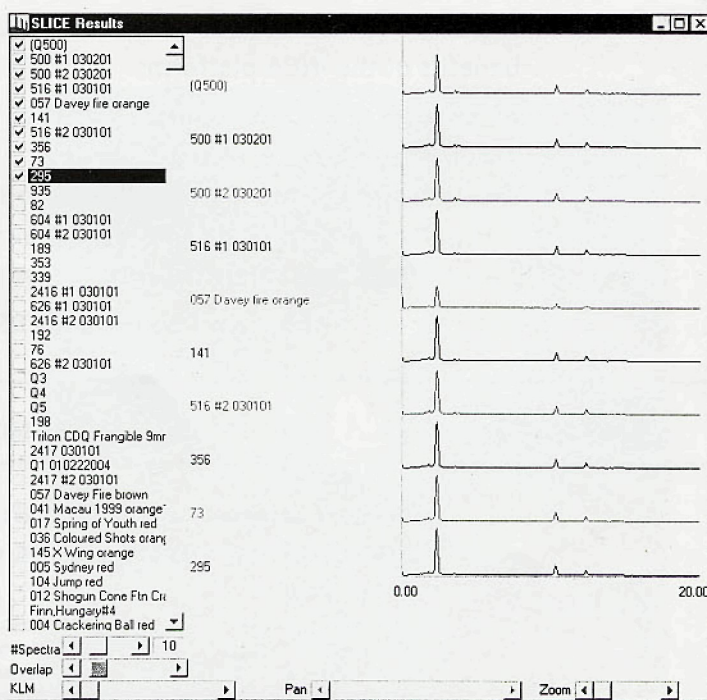 SLICE Results
(Q500)
500 #1 030201
500 #2 030201
516 #1 030101
057 Davey fire orange
141
516 #2 030101
356
73
295
935
82
604 #1 030101
604 #2 030101
189
353
339
2416 #1 030101
626 #1 030101
2416 #2 030101
192
76
626 #2 030101
Q3
Q4
Q5
198
Triton CDQ Frangible 9mr
2417 030101
Q1 010222004
2417 #2 030101
057 Davey Fire brown
041 Macau 1999 orange
017 Spring of Youth red
036 Coloured Shots orang
145 X Wing orange
005 Sydney red
104 Jump red
012 Shogun Cone Ftn Cra
Finn,Hungary#4
004 Crackering Ball red
(Q500)
500 #1 030201
500 #2 030201
516 #1 030101
057 Davey fire orange
141
516 #2 030101
356
73
295
0.00
20.00
#Spectra
10
Overlap
KLM
Pan
Zoom